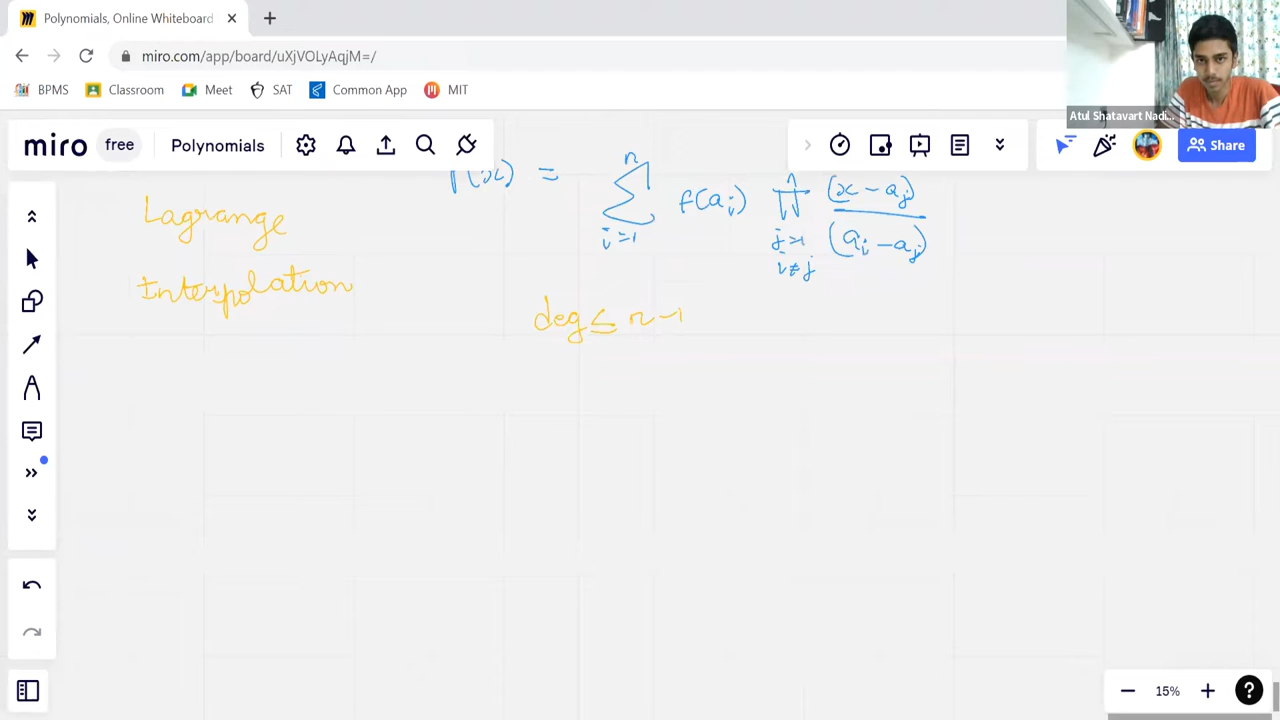 Polynomials, Online Whiteboard
miro.com/app/board/uXjVOLyAqjM=/
BPMS Classroom Meet SAT Common App MIT
Atul Shatavart Nadi...
miro free Polynomials Share
f(x) = n Σ i=1 f(ai) n Π j=1 i≠j (x - aj) / (ai - aj)
Lagrange
Interpolation
deg ≤ n-1
15%